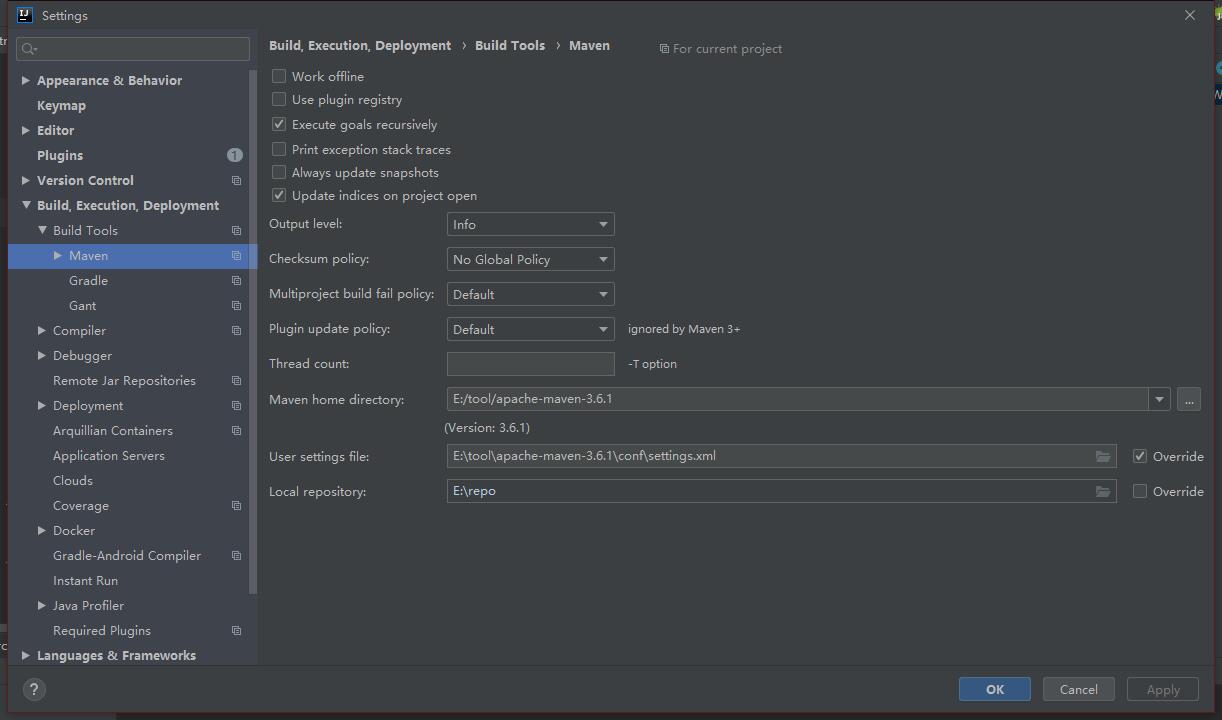 Settings
Appearance & Behavior
Keymap
Editor
Plugins 1
Version Control
Build, Execution, Deployment
Build Tools
Maven
Gradle
Gant
Compiler
Debugger
Remote Jar Repositories
Deployment
Arquillian Containers
Application Servers
Clouds
Coverage
Docker
Gradle-Android Compiler
Instant Run
Java Profiler
Required Plugins
Languages & Frameworks
Build, Execution, Deployment › Build Tools › Maven For current project
Work offline
Use plugin registry
Execute goals recursively
Print exception stack traces
Always update snapshots
Update indices on project open
Output level: Info
Checksum policy: No Global Policy
Multiproject build fail policy: Default
Plugin update policy: Default ignored by Maven 3+
Thread count: -T option
Maven home directory: E:/tool/apache-maven-3.6.1 ...
(Version: 3.6.1)
User settings file: E:\tool\apache-maven-3.6.1\conf\settings.xml Override
Local repository: E:\repo Override
? OK Cancel Apply